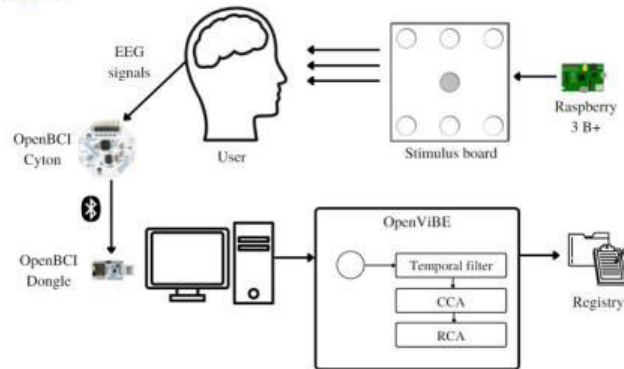 EEG
signals
OpenBCI
Cyton
User
Stimulus board
Raspberry
3 B+
OpenBCI
Dongle
OpenViBE
Temporal filter
CCA
RCA
Registry